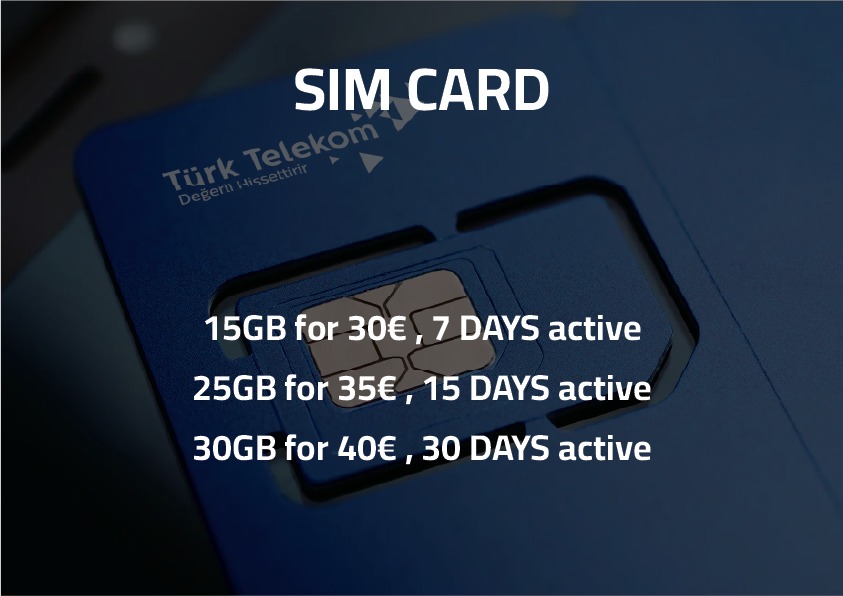 SIM CARD
Türk Telekom
Değerli Hissettirir
15GB for 30€ , 7 DAYS active
25GB for 35€ , 15 DAYS active
30GB for 40€ , 30 DAYS active